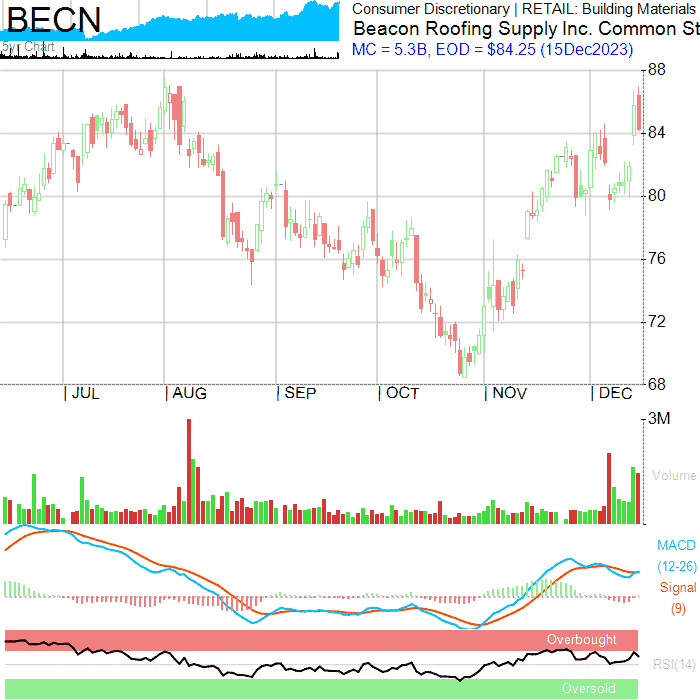 BECN
5yr Chart
Consumer Discretionary | RETAIL: Building Materials
Beacon Roofing Supply Inc. Common St
MC = 5.3B, EOD = $84.25 (15Dec2023)
88
84
80
76
72
68
| JUL | AUG | SEP | OCT | NOV | DEC
3M
Volume
MACD
(12-26)
Signal
(9)
Overbought
RSI(14)
Oversold